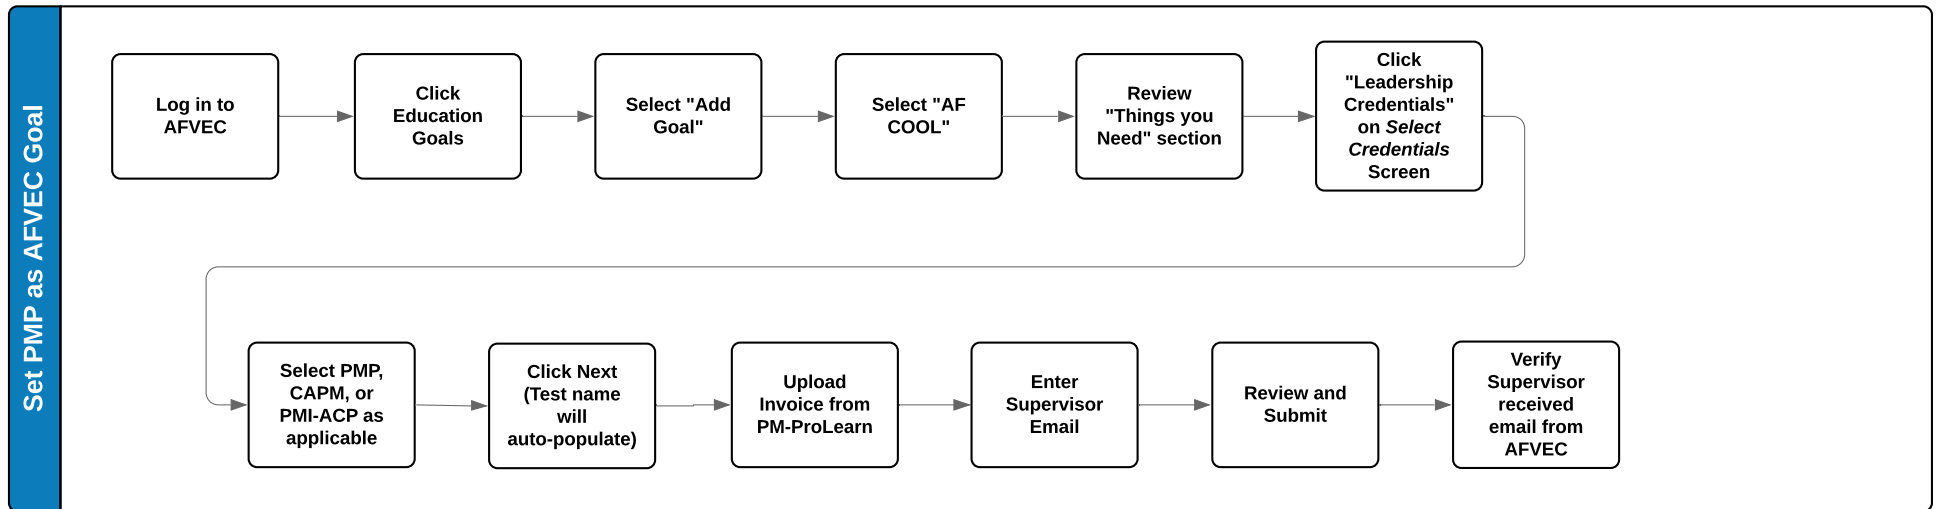 Set PMP as AFVEC Goal
Log in to
AFVEC
Click
Education
Goals
Select "Add
Goal"
Select "AF
COOL"
Review
"Things you
Need" section
Click
"Leadership
Credentials"
on Select
Credentials
Screen
Select PMP,
CAPM, or
PMI-ACP as
applicable
Click Next
(Test name
will
auto-populate)
Upload
Invoice from
PM-ProLearn
Enter
Supervisor
Email
Review and
Submit
Verify
Supervisor
received
email from
AFVEC